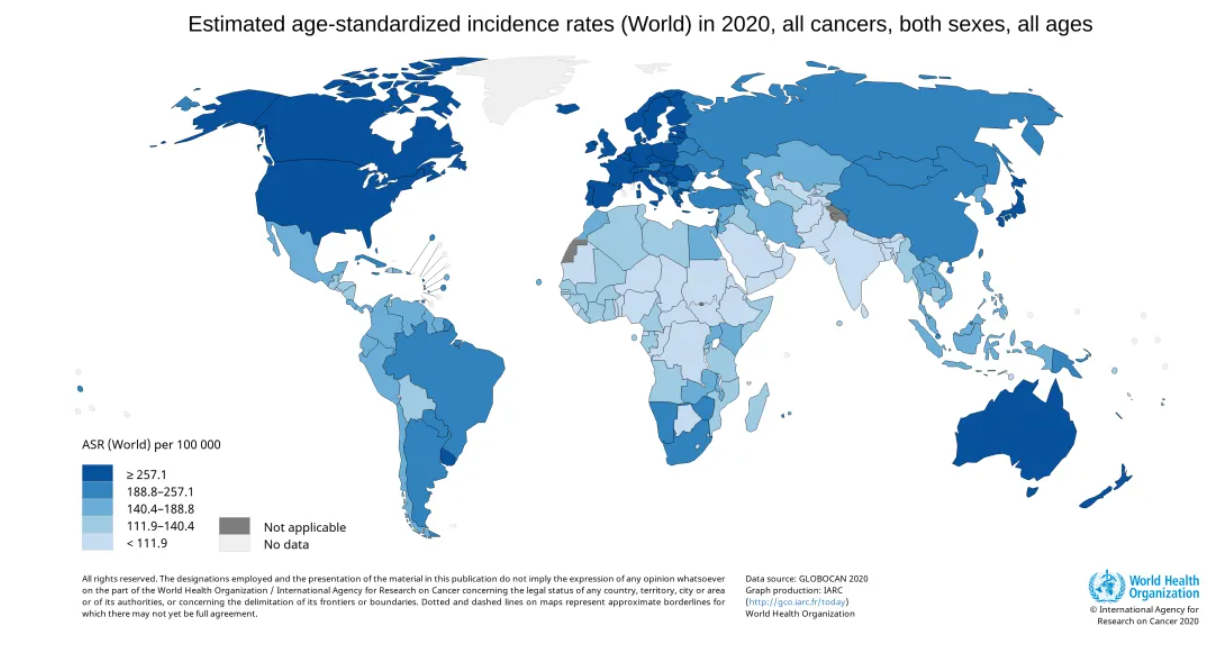 Estimated age-standardized incidence rates (World) in 2020, all cancers, both sexes, all ages
ASR (World) per 100 000
≥ 257.1
188.8–257.1
140.4–188.8
111.9–140.4
< 111.9
Not applicable
No data
All rights reserved. The designations employed and the presentation of the material in this publication do not imply the expression of any opinion whatsoever
on the part of the World Health Organization / International Agency for Research on Cancer concerning the legal status of any country, territory, city or area
or of its authorities, or concerning the delimitation of its frontiers or boundaries. Dotted and dashed lines on maps represent approximate borderlines for
which there may not yet be full agreement.
Data source: GLOBOCAN 2020
Graph production: IARC
(http://gco.iarc.fr/today)
World Health Organization
World Health
Organization
© International Agency for
Research on Cancer 2020